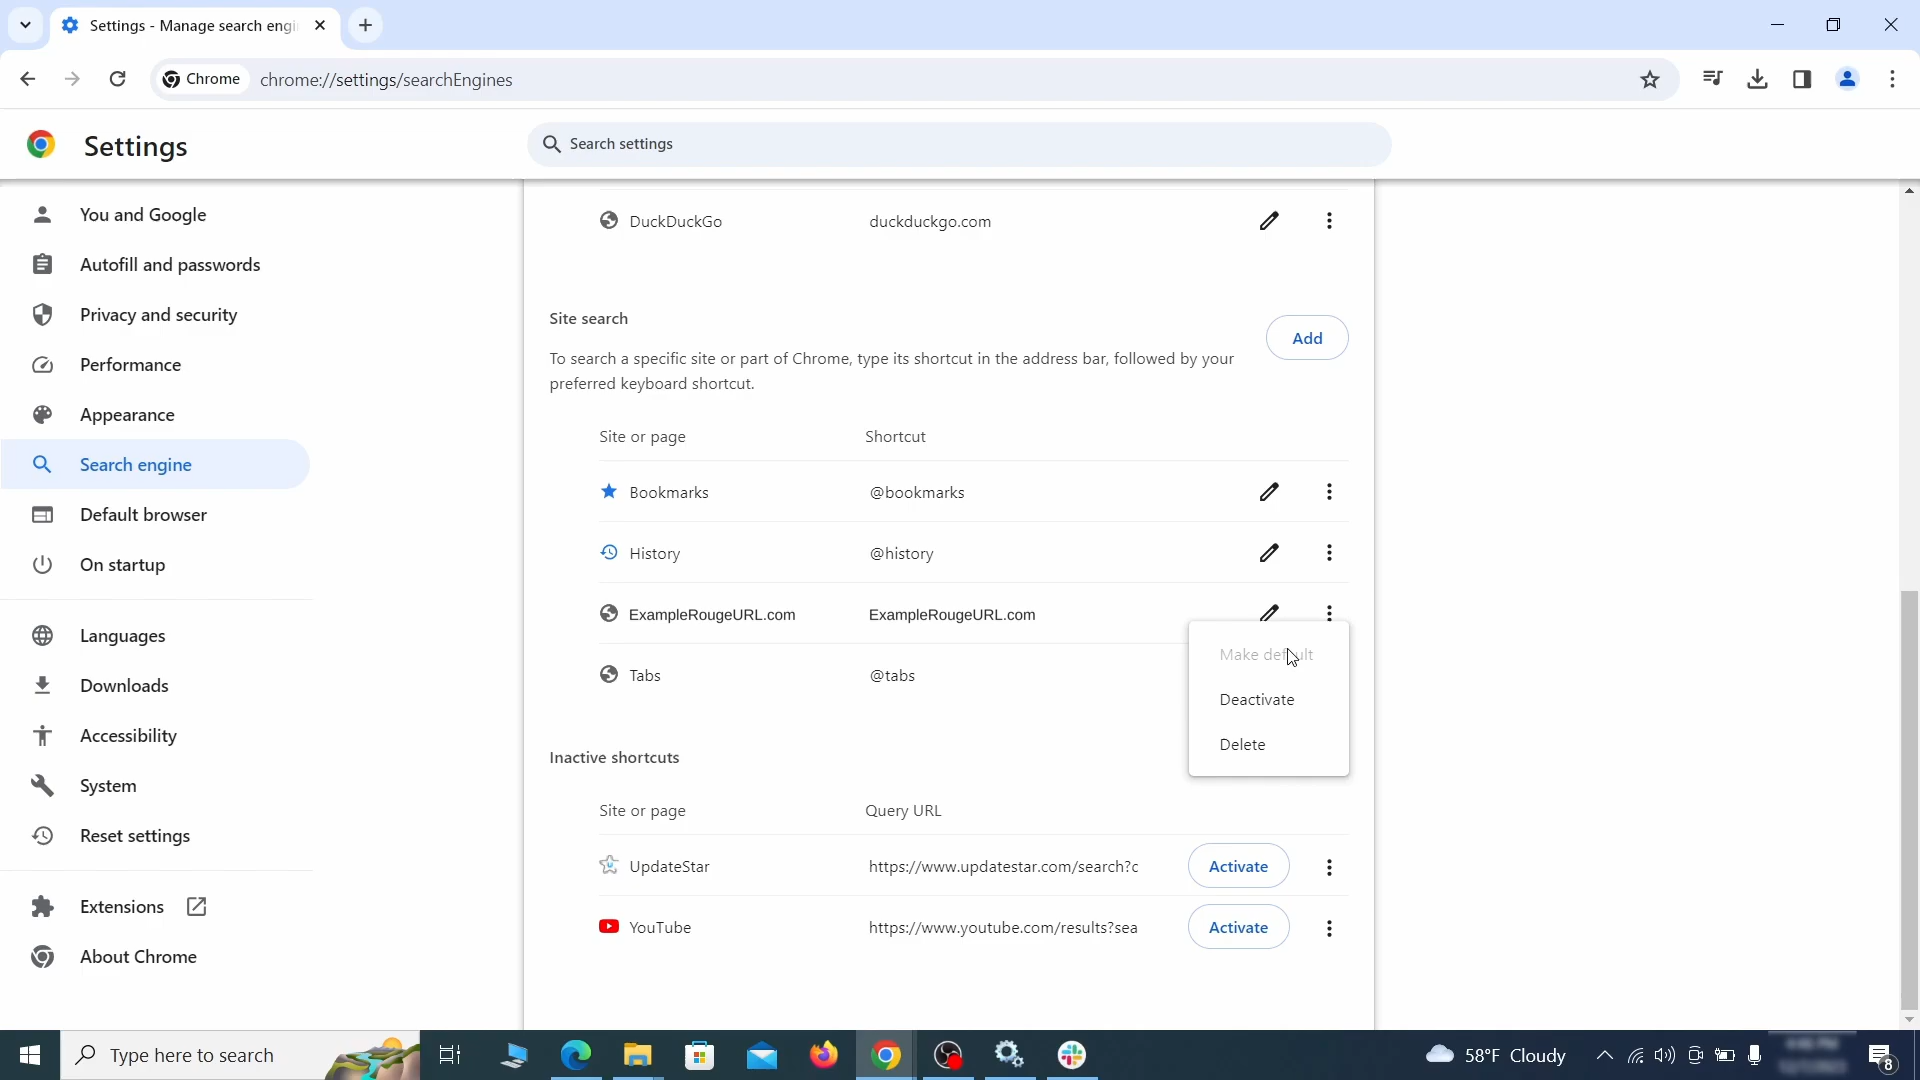 Settings - Manage search engi
Chrome
chrome://settings/searchEngines
Settings
Search settings
You and Google
Autofill and passwords
Privacy and security
Performance
Appearance
Search engine
Default browser
On startup
Languages
Downloads
Accessibility
System
Reset settings
Extensions
About Chrome
DuckDuckGo duckduckgo.com
Site search
Add
To search a specific site or part of Chrome, type its shortcut in the address bar, followed by your
preferred keyboard shortcut.
Site or page Shortcut
Bookmarks @bookmarks
History @history
ExampleRougeURL.com ExampleRougeURL.com
Tabs @tabs
Make default
Deactivate
Delete
Inactive shortcuts
Site or page Query URL
UpdateStar https://www.updatestar.com/search?c Activate
YouTube https://www.youtube.com/results?sea Activate
Type here to search
58°F Cloudy
8